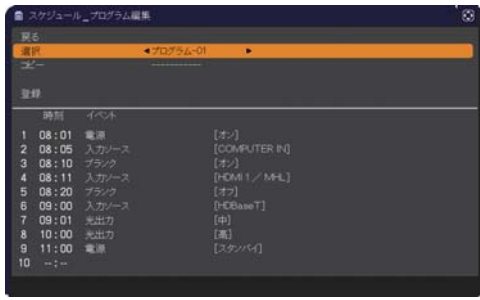 スケジュール_プログラム編集
戻る
選択 ◀プログラム-01 ▶
コピー -----------
登録
時刻 イベント
1 08:01 電源 [オン]
2 08:05 入力ソース [COMPUTER IN]
3 08:10 ブランク [オン]
4 08:11 入力ソース [HDMI 1/MHL]
5 08:20 ブランク [オフ]
6 09:00 入力ソース [HDBaseT]
7 09:01 光出力 [中]
8 10:00 光出力 [高]
9 11:00 電源 [スタンバイ]
10 --:--